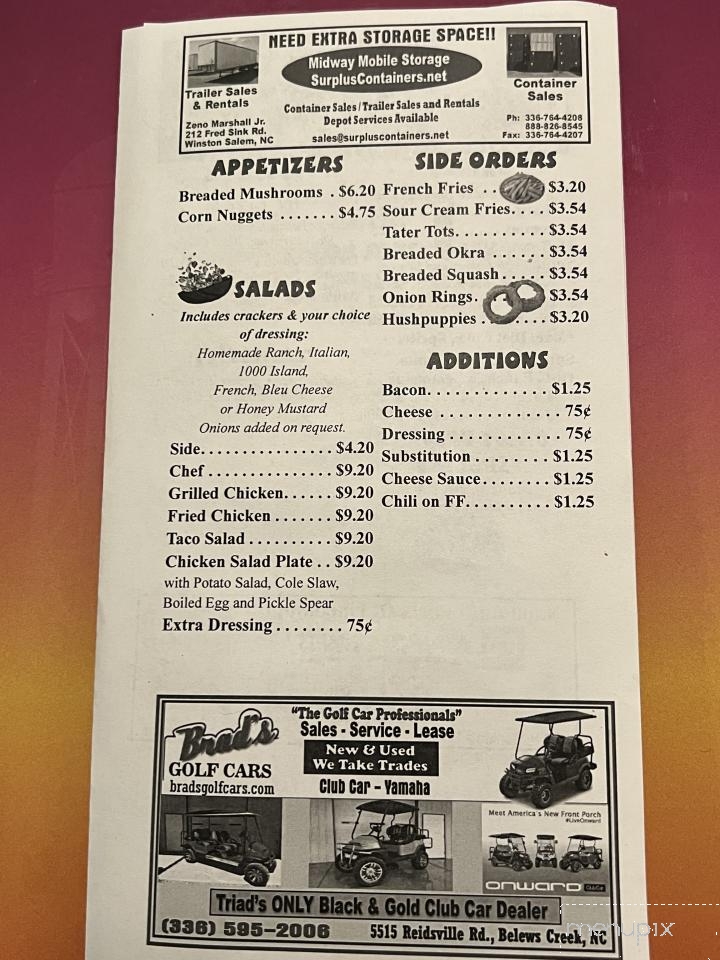 NEED EXTRA STORAGE SPACE!!
Midway Mobile Storage
SurplusContainers.net
Trailer Sales
& Rentals
Container
Sales
Container Sales / Trailer Sales and Rentals
Depot Services Available
Zeno Marshall Jr.
212 Fred Sink Rd.
Winston Salem, NC
sales@surpluscontainers.net
Ph: 336-764-4208
888-826-8545
Fax: 336-764-4207
APPETIZERS
Breaded Mushrooms . $6.20
Corn Nuggets . . . . . . . $4.75
SALADS
Includes crackers & your choice
of dressing:
Homemade Ranch, Italian,
1000 Island,
French, Bleu Cheese
or Honey Mustard
Onions added on request.
Side. . . . . . . . . . . . . . . . $4.20
Chef . . . . . . . . . . . . . . . $9.20
Grilled Chicken. . . . . . $9.20
Fried Chicken . . . . . . . $9.20
Taco Salad . . . . . . . . . . $9.20
Chicken Salad Plate . . $9.20
with Potato Salad, Cole Slaw,
Boiled Egg and Pickle Spear
Extra Dressing . . . . . . . . 75¢
SIDE ORDERS
French Fries . . $3.20
Sour Cream Fries. . . . $3.54
Tater Tots. . . . . . . . . . $3.54
Breaded Okra . . . . . . $3.54
Breaded Squash . . . . . $3.54
Onion Rings. $3.54
Hushpuppies . . . . . . $3.20
ADDITIONS
Bacon. . . . . . . . . . . . . . $1.25
Cheese . . . . . . . . . . . . . 75¢
Dressing . . . . . . . . . . . . 75¢
Substitution . . . . . . . . . $1.25
Cheese Sauce. . . . . . . . $1.25
Chili on FF. . . . . . . . . . $1.25
Brad's
GOLF CARS
bradsgolfcars.com
"The Golf Car Professionals"
Sales - Service - Lease
New & Used
We Take Trades
Club Car - Yamaha
Meet America's New Front Porch
#LiveOnward
onward
Club Car
Triad's ONLY Black & Gold Club Car Dealer
(336) 595-2006
5515 Reidsville Rd., Belews Creek, NC
menupix